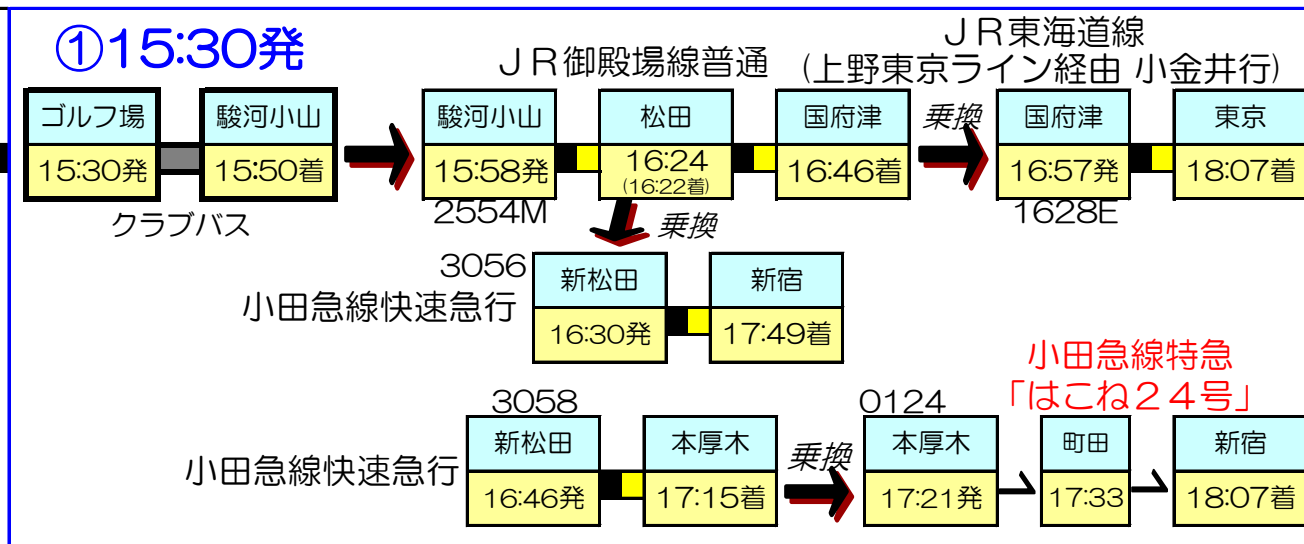 ①15:30発
JR御殿場線普通
JR東海道線
(上野東京ライン経由 小金井行)
ゴルフ場
駿河小山
駿河小山
松田
国府津
乗換
国府津
東京
15:30発
15:50着
15:58発
16:24
(16:22着)
16:46着
16:57発
18:07着
クラブバス
2554M
乗換
1628E
3056
小田急線快速急行
新松田
新宿
16:30発
17:49着
小田急線特急
「はこね24号」
3058
0124
小田急線快速急行
新松田
本厚木
乗換
本厚木
町田
新宿
16:46発
17:15着
17:21発
17:33
18:07着